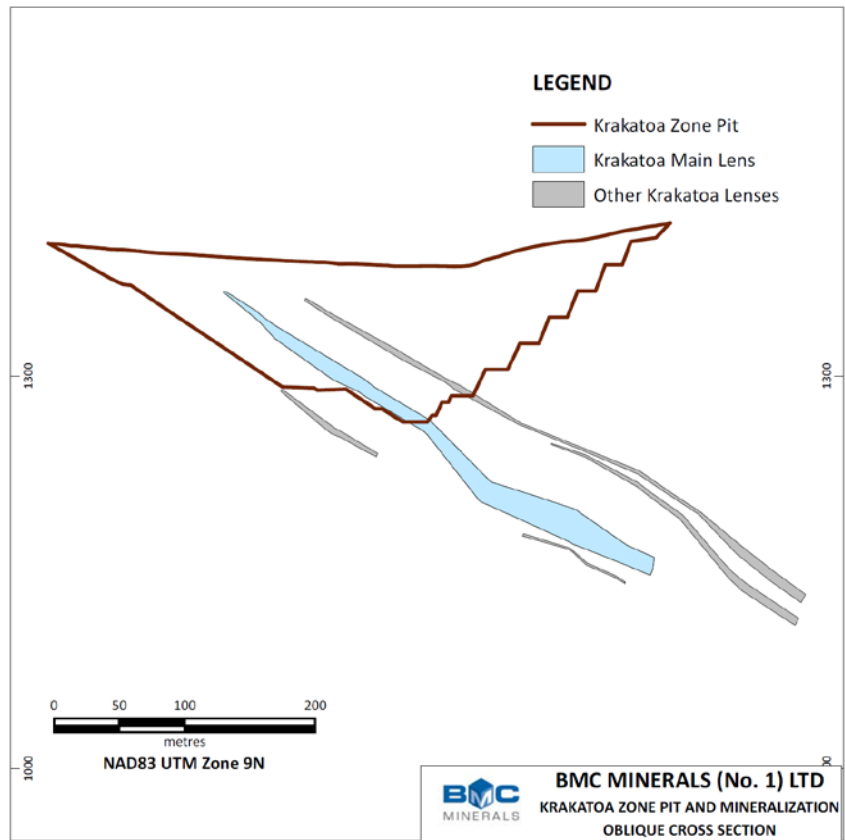 LEGEND
Krakatoa Zone Pit
Krakatoa Main Lens
Other Krakatoa Lenses
1300
1300
0 50 100 200
metres
NAD83 UTM Zone 9N
1000
0
BMC
MINERALS
BMC MINERALS (No. 1) LTD
KRAKATOA ZONE PIT AND MINERALIZATION
OBLIQUE CROSS SECTION